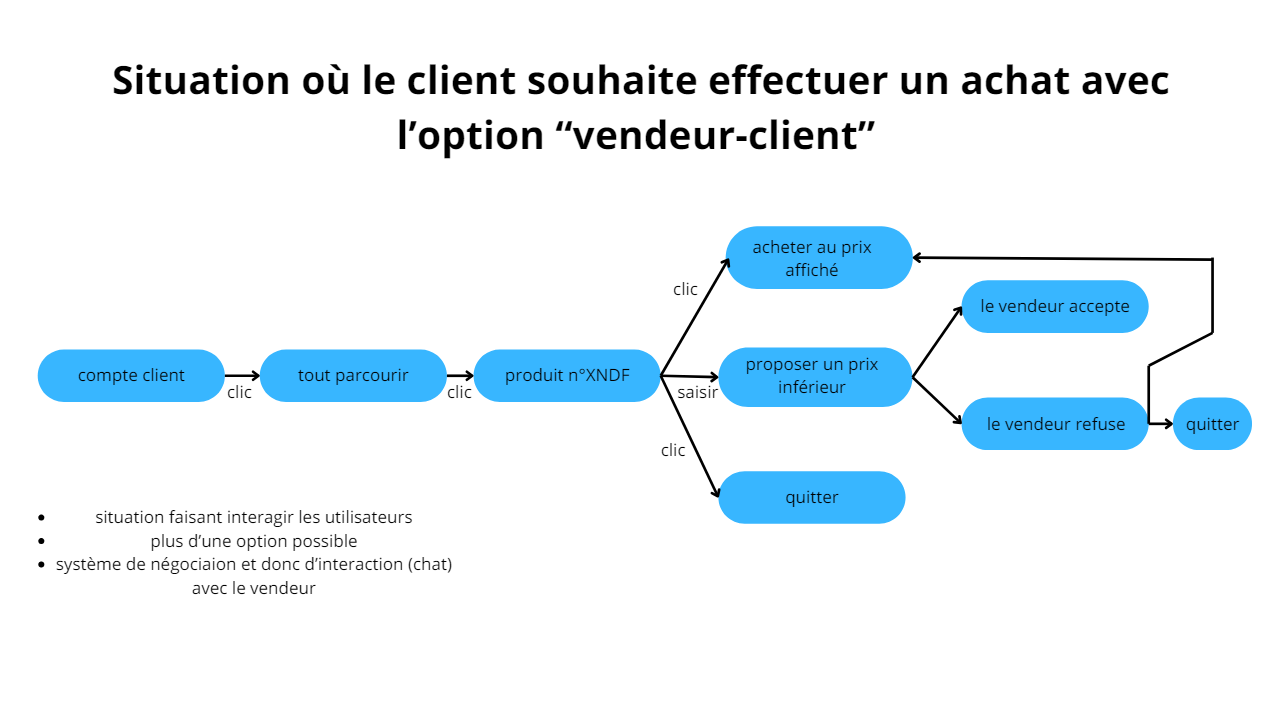 Situation où le client souhaite effectuer un achat avec
l’option “vendeur-client”
acheter au prix
affiché
clic
le vendeur accepte
compte client
clic
tout parcourir
clic
produit n°XNDF
proposer un prix
inférieur
saisir
le vendeur refuse
quitter
clic
quitter
situation faisant interagir les utilisateurs
plus d’une option possible
système de négociaion et donc d’interaction (chat)
avec le vendeur